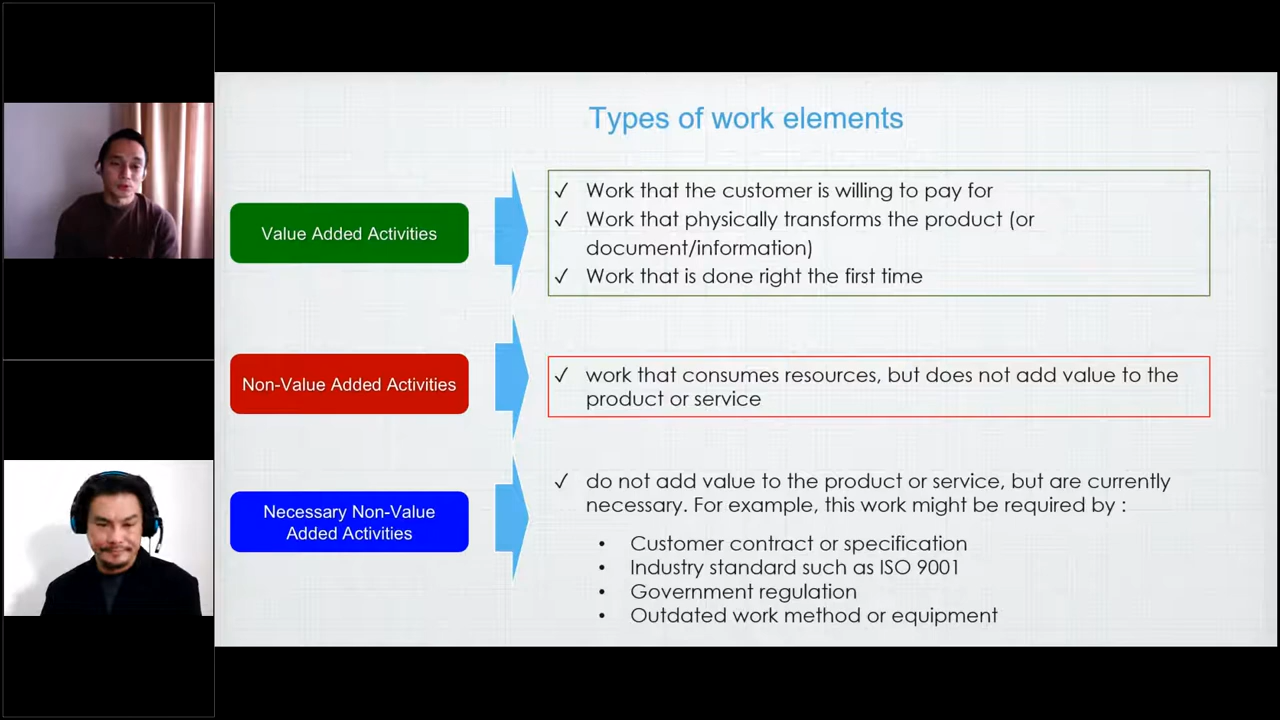 Types of work elements
Value Added Activities
✓ Work that the customer is willing to pay for
✓ Work that physically transforms the product (or
document/information)
✓ Work that is done right the first time
Non-Value Added Activities
✓ work that consumes resources, but does not add value to the
product or service
Necessary Non-Value
Added Activities
✓ do not add value to the product or service, but are currently
necessary. For example, this work might be required by :
• Customer contract or specification
• Industry standard such as ISO 9001
• Government regulation
• Outdated work method or equipment